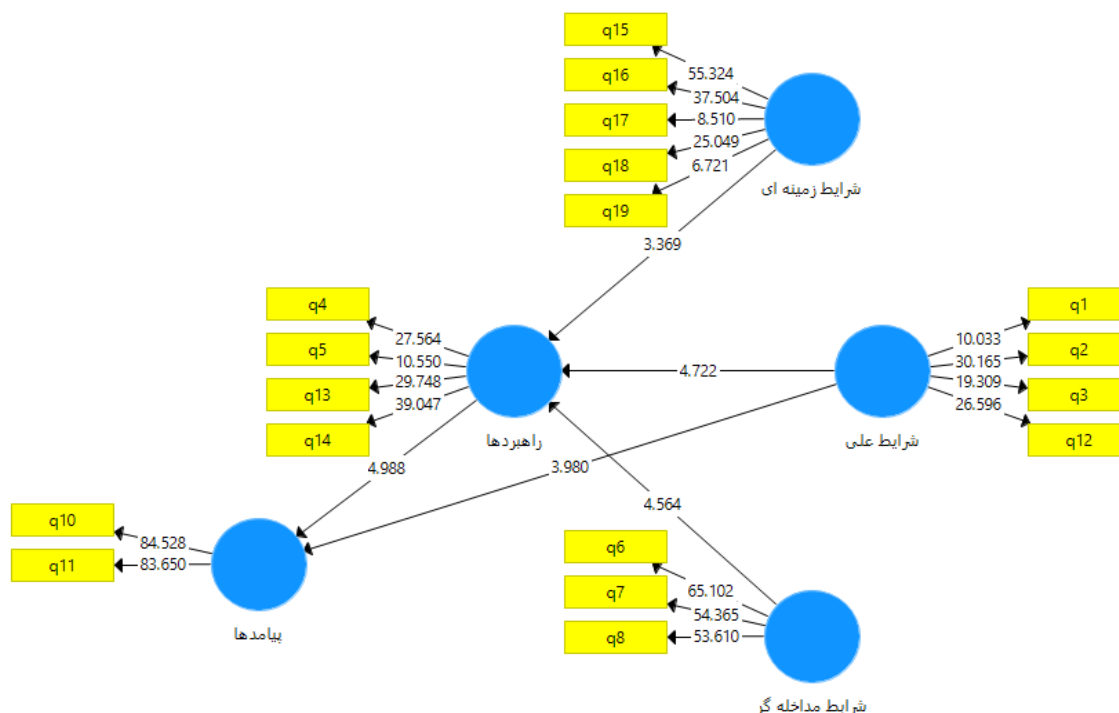 q15
q16
q17
q18
q19
55.324
37.504
8.510
25.049
6.721
شرایط زمینه ای
3.369
q4
q5
q13
q14
27.564
10.550
29.748
39.047
راهبردها
4.722
شرایط علی
10.033
30.165
19.309
26.596
q1
q2
q3
q12
4.988
3.980
4.564
q10
q11
84.528
83.650
پیامدها
q6
q7
q8
65.102
54.365
53.610
شرایط مداخله گر